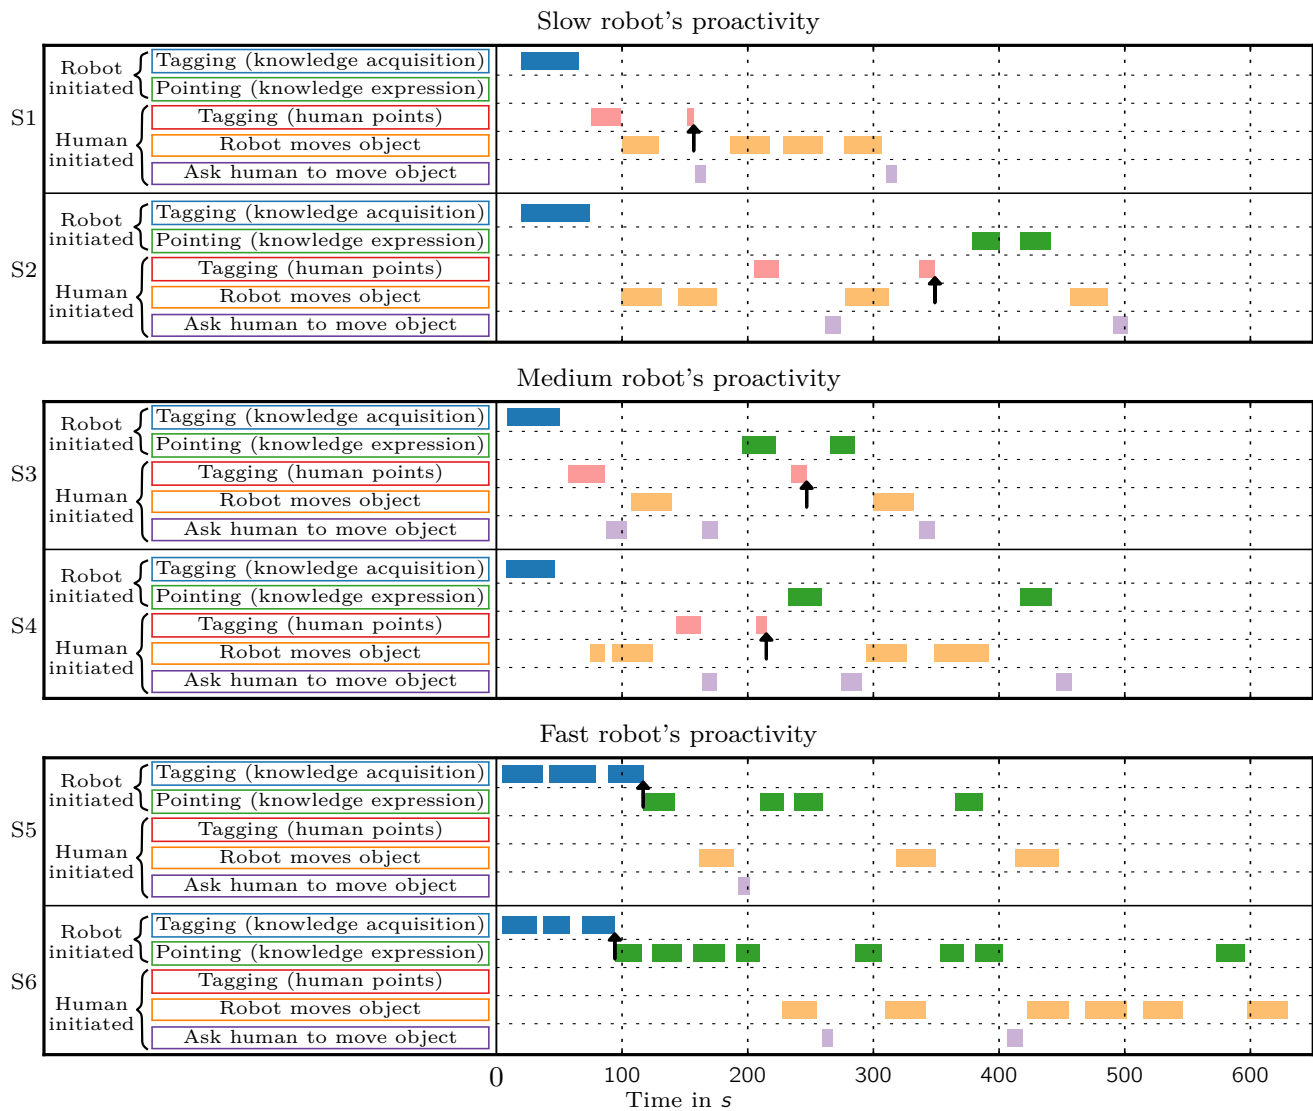 Slow robot's proactivity
S1
Robot
initiated
Tagging (knowledge acquisition)
Pointing (knowledge expression)
Human
initiated
Tagging (human points)
Robot moves object
Ask human to move object
S2
Robot
initiated
Tagging (knowledge acquisition)
Pointing (knowledge expression)
Human
initiated
Tagging (human points)
Robot moves object
Ask human to move object
Medium robot's proactivity
S3
Robot
initiated
Tagging (knowledge acquisition)
Pointing (knowledge expression)
Human
initiated
Tagging (human points)
Robot moves object
Ask human to move object
S4
Robot
initiated
Tagging (knowledge acquisition)
Pointing (knowledge expression)
Human
initiated
Tagging (human points)
Robot moves object
Ask human to move object
Fast robot's proactivity
S5
Robot
initiated
Tagging (knowledge acquisition)
Pointing (knowledge expression)
Human
initiated
Tagging (human points)
Robot moves object
Ask human to move object
S6
Robot
initiated
Tagging (knowledge acquisition)
Pointing (knowledge expression)
Human
initiated
Tagging (human points)
Robot moves object
Ask human to move object
0 100 200 300 400 500 600
Time in s